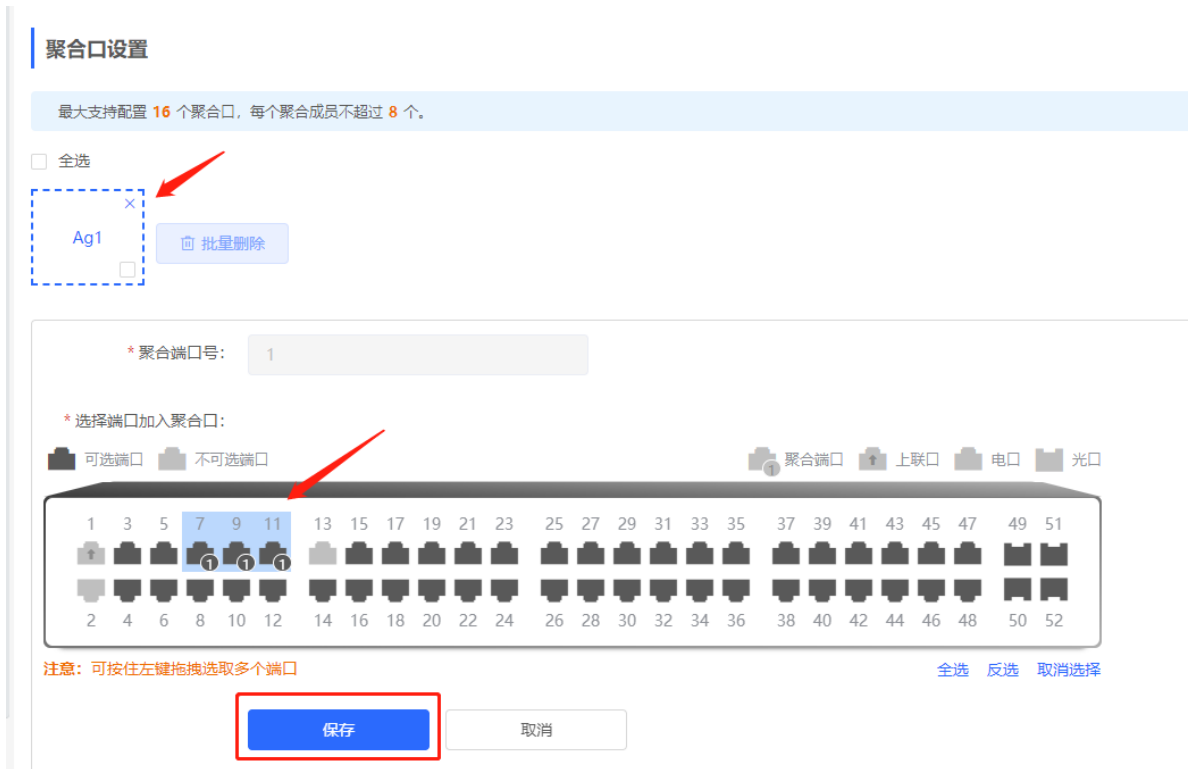 聚合口设置
最大支持配置 16 个聚合口，每个聚合成员不超过 8 个。
全选
Ag1
批量删除
* 聚合端口号：
1
* 选择端口加入聚合口：
可选端口 不可选端口 1 聚合端口 上联口 电口 光口
1 3 5 7 9 11 13 15 17 19 21 23 25 27 29 31 33 35 37 39 41 43 45 47 49 51
1 1 1
2 4 6 8 10 12 14 16 18 20 22 24 26 28 30 32 34 36 38 40 42 44 46 48 50 52
注意：可按住左键拖拽选取多个端口 全选 反选 取消选择
保存 取消